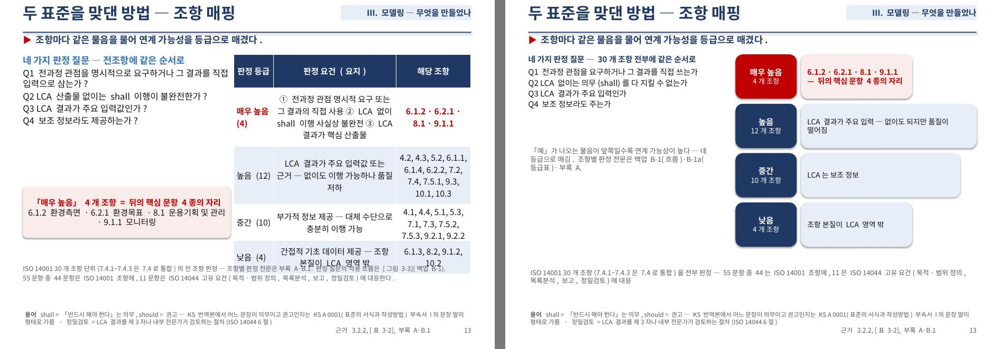 두 표준을 맞댄 방법 — 조항 매핑
III. 모델링 — 무엇을 만들었나
▶ 조항마다 같은 물음을 물어 연계 가능성을 등급으로 매겼다 .
네 가지 판정 질문 — 전조항에 같은 순서로
Q1 전과정 관점을 명시적으로 요구하거나 그 결과를 직접
입력으로 삼는가 ?
Q2 LCA 산출물 없이는 shall 이행이 불완전한가 ?
Q3 LCA 결과가 주요 입력값인가 ?
Q4 보조 정보라도 제공하는가 ?
「매우 높음」 4 개 조항 = 뒤의 핵심 문항 4 종의 자리
6.1.2 환경측면 · 6.2.1 환경목표 · 8.1 운용기획 및 관리
· 9.1.1 모니터링
판정 등급
판정 요건 ( 요지 )
해당 조항
매우 높음
(4)
① 전과정 관점 명시적 요구 또는
그 결과의 직접 사용 ② LCA 없이
shall 이행 사실상 불완전 ③ LCA
결과가 핵심 산출물
6.1.2 · 6.2.1 ·
8.1 · 9.1.1
높음 (12)
LCA 결과가 주요 입력값 또는
근거 — 없이도 이행 가능하나 품질
저하
4.2, 4.3, 5.2, 6.1.1,
6.1.4, 6.2.2, 7.2,
7.4, 7.5.1, 9.3,
10.1, 10.3
중간 (10)
부가적 정보 제공 — 대체 수단으로
충분히 이행 가능
4.1, 4.4, 5.1, 5.3,
7.1, 7.3, 7.5.2,
7.5.3, 9.2.1, 9.2.2
낮음 (4)
간접적 기초 데이터 제공 — 조항
본질이 LCA 영역 밖
6.1.3, 8.2, 9.1.2,
10.2
ISO 14001 30 개 조항 단위 (7.4.1~7.4.3 은 7.4 로 통합 ) 의 전 조항 판정 — 조항별 판정 전문은 부록 A·B.1. 판정 질문의 적용 흐름은 [ 그림 3-3]( 백업 B-1).
55 문항 중 44 문항은 ISO 14001 조항에 , 11 문항은 ISO 14044 고유 요건 ( 목적 · 범위 정의 , 목록분석 , 보고 , 정밀검토 ) 에 대응한다 .
용어 shall = 「반드시 해야 한다」는 의무 , should = 권고 — KS 번역본에서 어느 문장이 의무이고 권고인지는 KS A 0001( 표준의 서식과 작성방법 ) 부속서 I 의 문장 말미
형태로 가름 · 정밀검토 = LCA 결과를 제 3 자나 내부 전문가가 검토하는 절차 (ISO 14044 6 절 )
근거 3.2.2, [ 표 3-2], 부록 A·B.1
13
두 표준을 맞댄 방법 — 조항 매핑
III. 모델링 — 무엇을 만들었나
▶ 조항마다 같은 물음을 물어 연계 가능성을 등급으로 매겼다 .
네 가지 판정 질문 — 30 개 조항 전부에 같은 순서로
Q1 전과정 관점을 요구하거나 그 결과를 직접 쓰는가
Q2 LCA 없이는 의무 (shall) 를 다 지킬 수 없는가
Q3 LCA 결과가 주요 입력인가
Q4 보조 정보라도 주는가
「예」가 나오는 물음이 앞쪽일수록 연계 가능성이 높다 — 네
등급으로 매김 . 조항별 판정 전문은 백업 B-1( 흐름 )·B-1a(
등급표 )· 부록 A.
매우 높음
4 개 조항
6.1.2 · 6.2.1 · 8.1 · 9.1.1
— 뒤의 핵심 문항 4 종의 자리
높음
12 개 조항
LCA 결과가 주요 입력 — 없이도 되지만 품질이
떨어짐
중간
10 개 조항
LCA 는 보조 정보
낮음
4 개 조항
조항 본질이 LCA 영역 밖
ISO 14001 30 개 조항 (7.4.1~7.4.3 은 7.4 로 통합 ) 을 전부 판정 — 55 문항 중 44 는 ISO 14001 조항에 , 11 은 ISO 14044 고유 요건 ( 목적 · 범위 정의 ,
목록분석 , 보고 , 정밀검토 ) 에 대응
용어 shall = 「반드시 해야 한다」는 의무 , should = 권고 — KS 번역본에서 어느 문장이 의무이고 권고인지는 KS A 0001( 표준의 서식과 작성방법 ) 부속서 I 의 문장 말미
형태로 가름 · 정밀검토 = LCA 결과를 제 3 자나 내부 전문가가 검토하는 절차 (ISO 14044 6 절 )
근거 3.2.2, [ 표 3-2], 부록 A·B.1
13